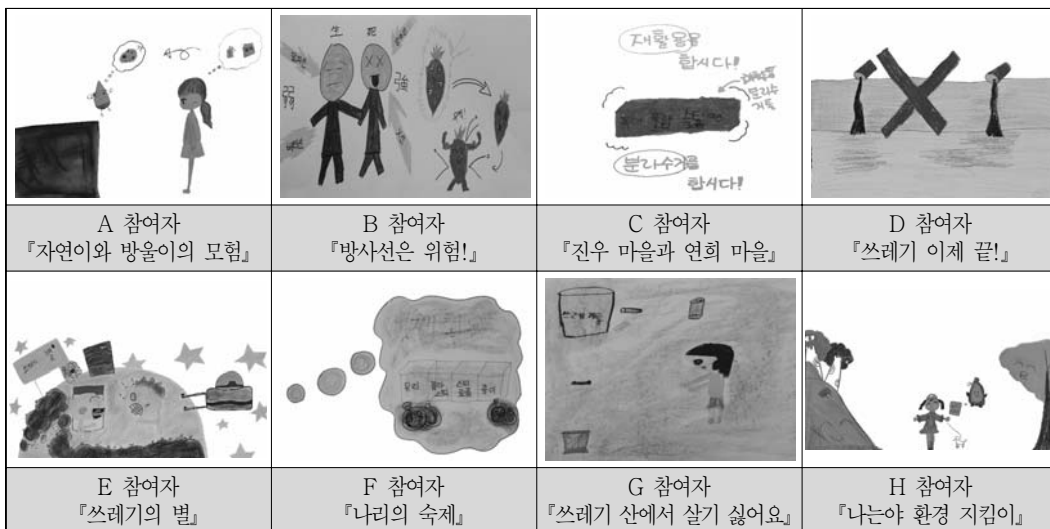 재활용을
합시다!
분리수거를
합시다!
A 참여자
『자연이와 방울이의 모험』
B 참여자
『방사선은 위험!』
C 참여자
『진우 마을과 연희 마을』
D 참여자
『쓰레기 이제 끝!』
E 참여자
『쓰레기의 별』
F 참여자
『나리의 숙제』
G 참여자
『쓰레기 산에서 살기 싫어요』
H 참여자
『나는야 환경 지킴이』